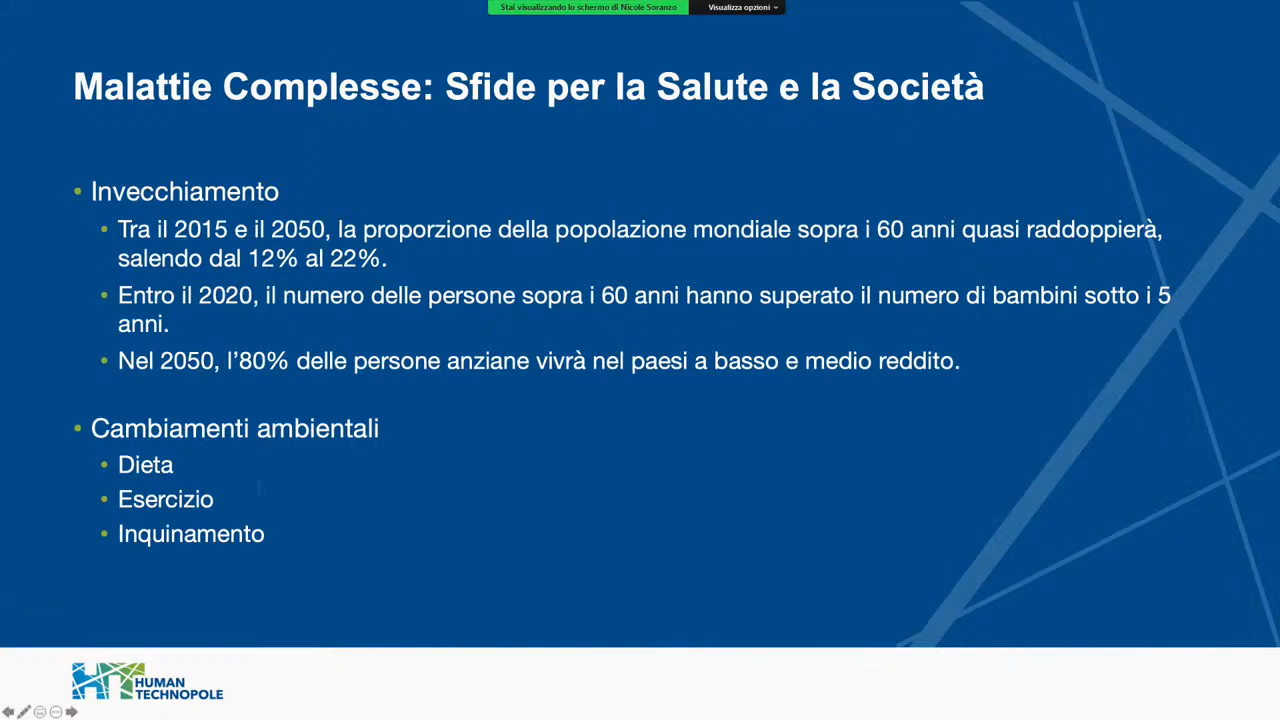 Stai visualizzando lo schermo di Nicole Soranzo
Visualizza opzioni
Malattie Complesse: Sfide per la Salute e la Società
• Invecchiamento
• Tra il 2015 e il 2050, la proporzione della popolazione mondiale sopra i 60 anni quasi raddoppierà,
salendo dal 12% al 22%.
• Entro il 2020, il numero delle persone sopra i 60 anni hanno superato il numero di bambini sotto i 5
anni.
• Nel 2050, l'80% delle persone anziane vivrà nel paesi a basso e medio reddito.
• Cambiamenti ambientali
• Dieta
• Esercizio
• Inquinamento
HT HUMAN
TECHNOPOLE